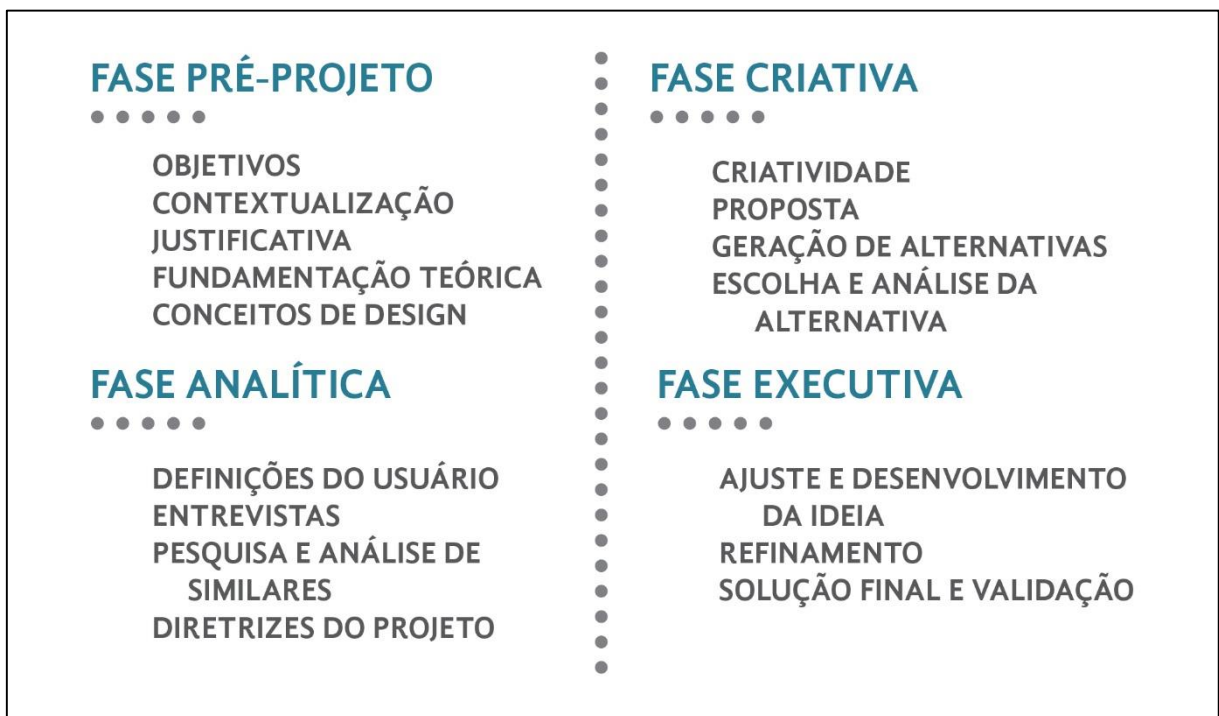 FASE PRÉ-PROJETO
OBJETIVOS
CONTEXTUALIZAÇÃO
JUSTIFICATIVA
FUNDAMENTAÇÃO TEÓRICA
CONCEITOS DE DESIGN
FASE ANALÍTICA
DEFINIÇÕES DO USUÁRIO
ENTREVISTAS
PESQUISA E ANÁLISE DE
SIMILARES
DIRETRIZES DO PROJETO
FASE CRIATIVA
CRIATIVIDADE
PROPOSTA
GERAÇÃO DE ALTERNATIVAS
ESCOLHA E ANÁLISE DA
ALTERNATIVA
FASE EXECUTIVA
AJUSTE E DESENVOLVIMENTO
DA IDEIA
REFINAMENTO
SOLUÇÃO FINAL E VALIDAÇÃO